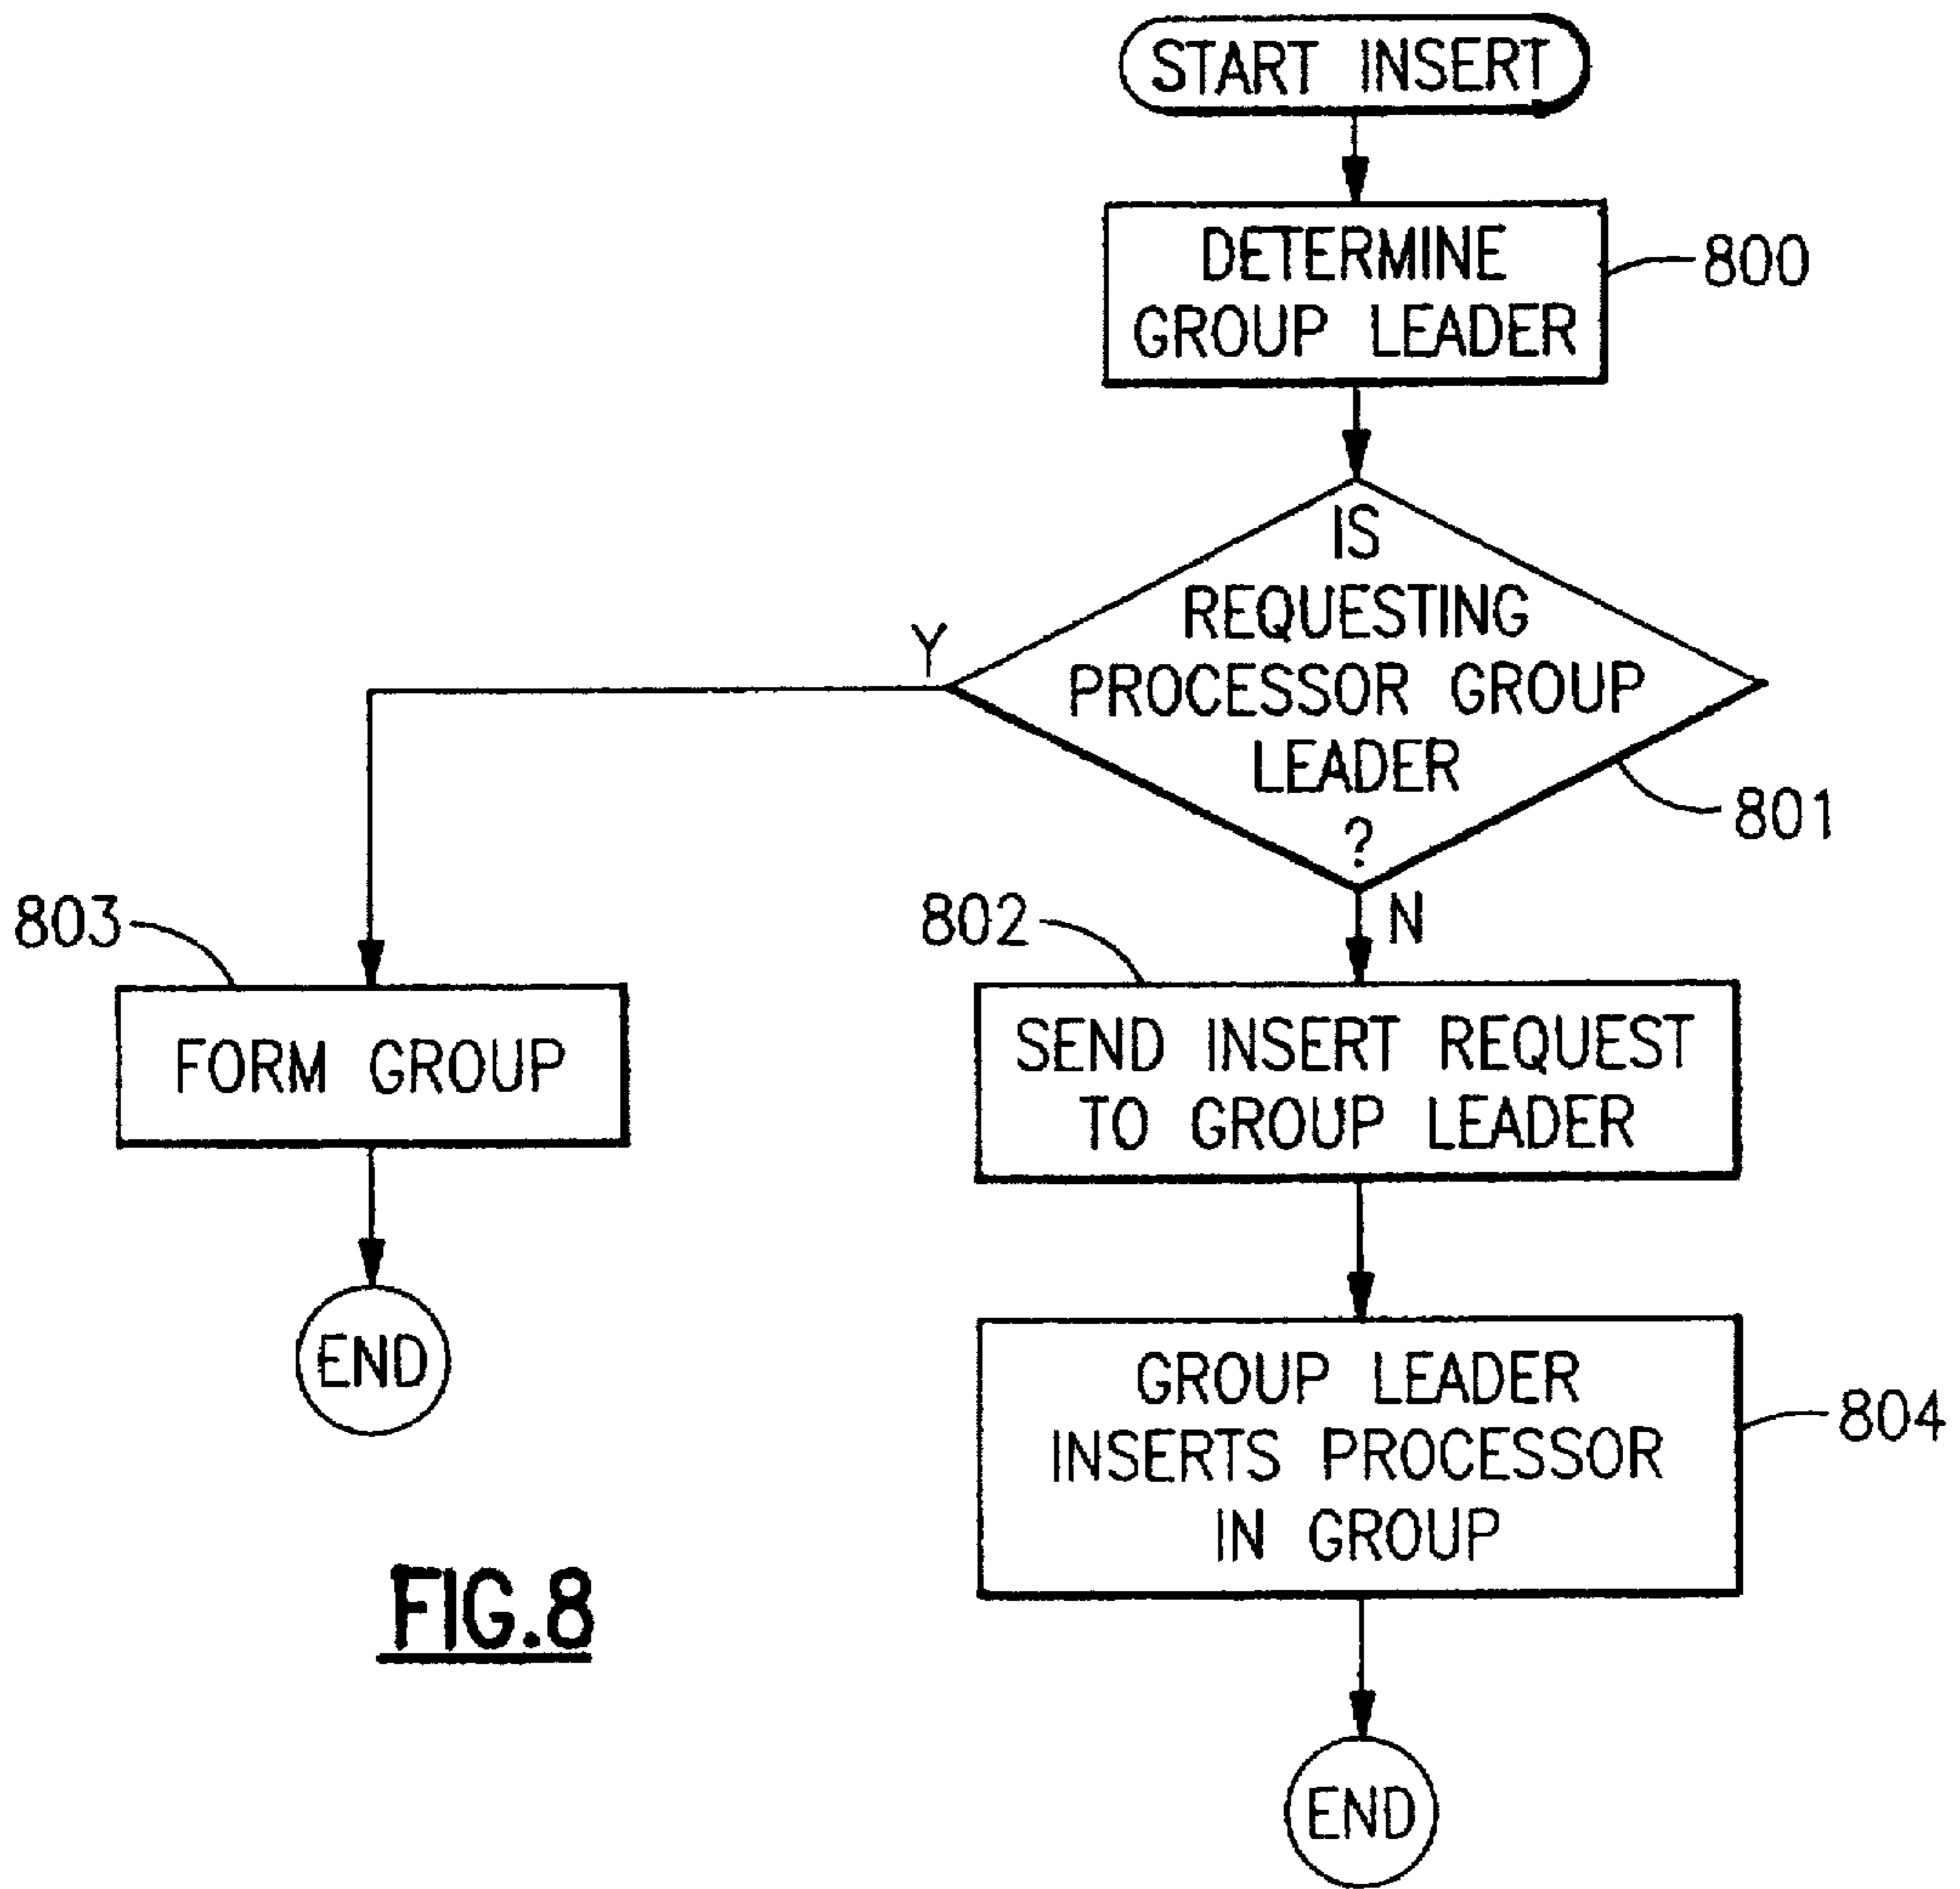 START INSERT
DETERMINE
GROUP LEADER
800
IS
REQUESTING
PROCESSOR GROUP
LEADER
?
801
Y
N
803
FORM GROUP
END
802
SEND INSERT REQUEST
TO GROUP LEADER
GROUP LEADER
INSERTS PROCESSOR
IN GROUP
804
END
FIG.8